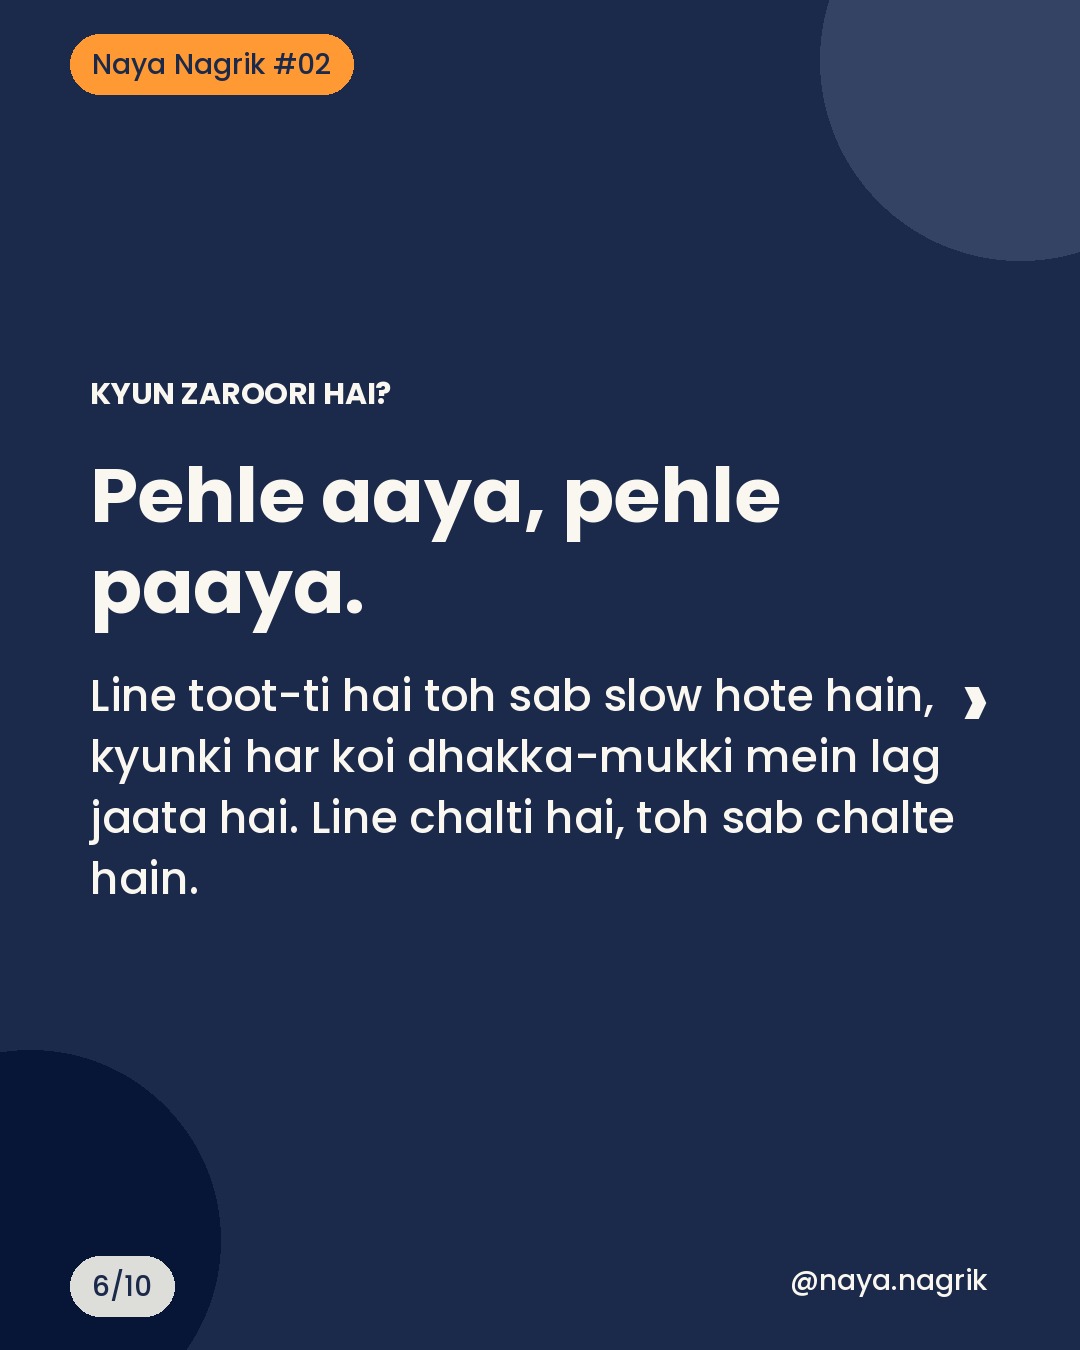 Naya Nagrik #02
KYUN ZAROORI HAI?
Pehle aaya, pehle
paaya.
Line toot-ti hai toh sab slow hote hain,
kyunki har koi dhakka-mukki mein lag
jaata hai. Line chalti hai, toh sab chalte
hain.
6/10
@naya.nagrik